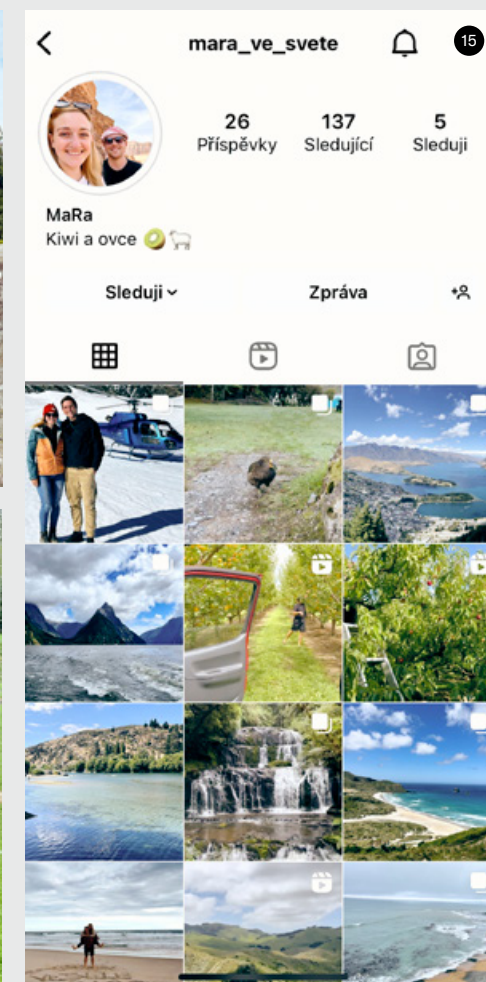 mara_ve_svete
15
26 137 5
Příspěvky Sledující Sleduji
MaRa
Kiwi a ovce
Sleduji Zpráva